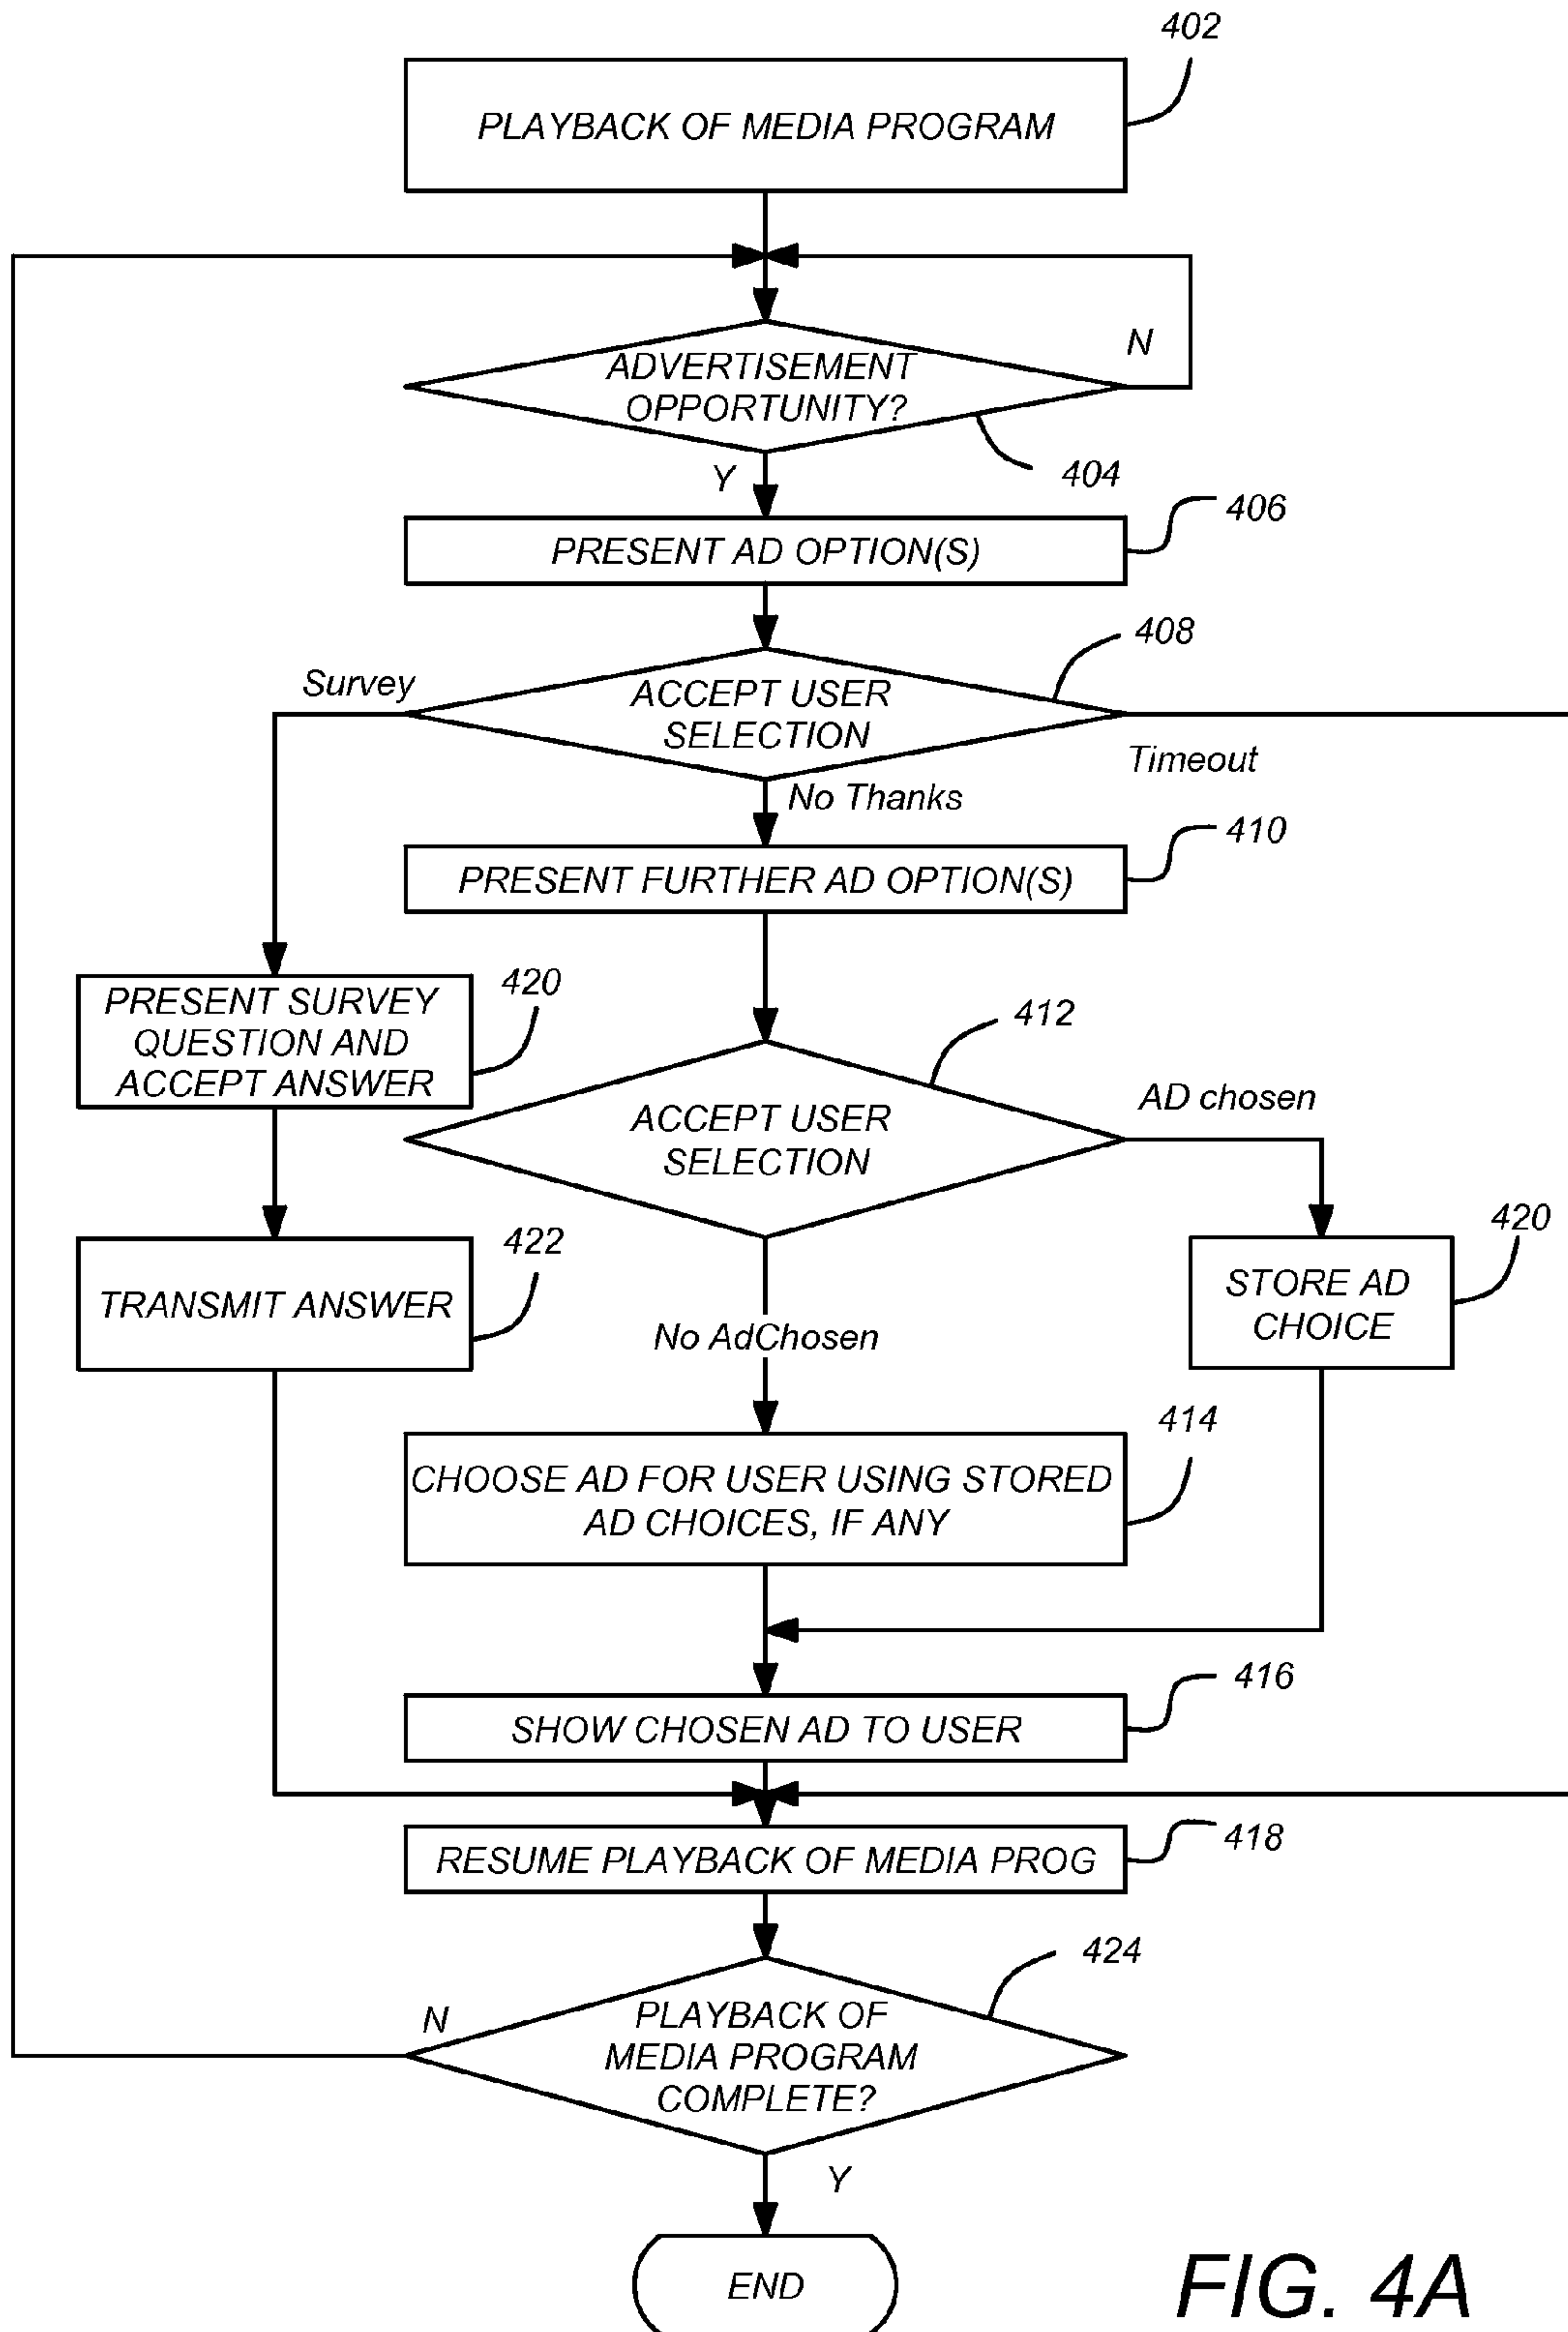 402
PLAYBACK OF MEDIA PROGRAM
N
ADVERTISEMENT
OPPORTUNITY?
404
Y
406
PRESENT AD OPTION(S)
408
Survey
ACCEPT USER
SELECTION
Timeout
No Thanks
410
PRESENT FURTHER AD OPTION(S)
420
PRESENT SURVEY
QUESTION AND
ACCEPT ANSWER
412
AD chosen
ACCEPT USER
SELECTION
420
422
STORE AD
CHOICE
TRANSMIT ANSWER
No AdChosen
414
CHOOSE AD FOR USER USING STORED
AD CHOICES, IF ANY
416
SHOW CHOSEN AD TO USER
418
RESUME PLAYBACK OF MEDIA PROG
424
N
PLAYBACK OF
MEDIA PROGRAM
COMPLETE?
Y
END
FIG. 4A